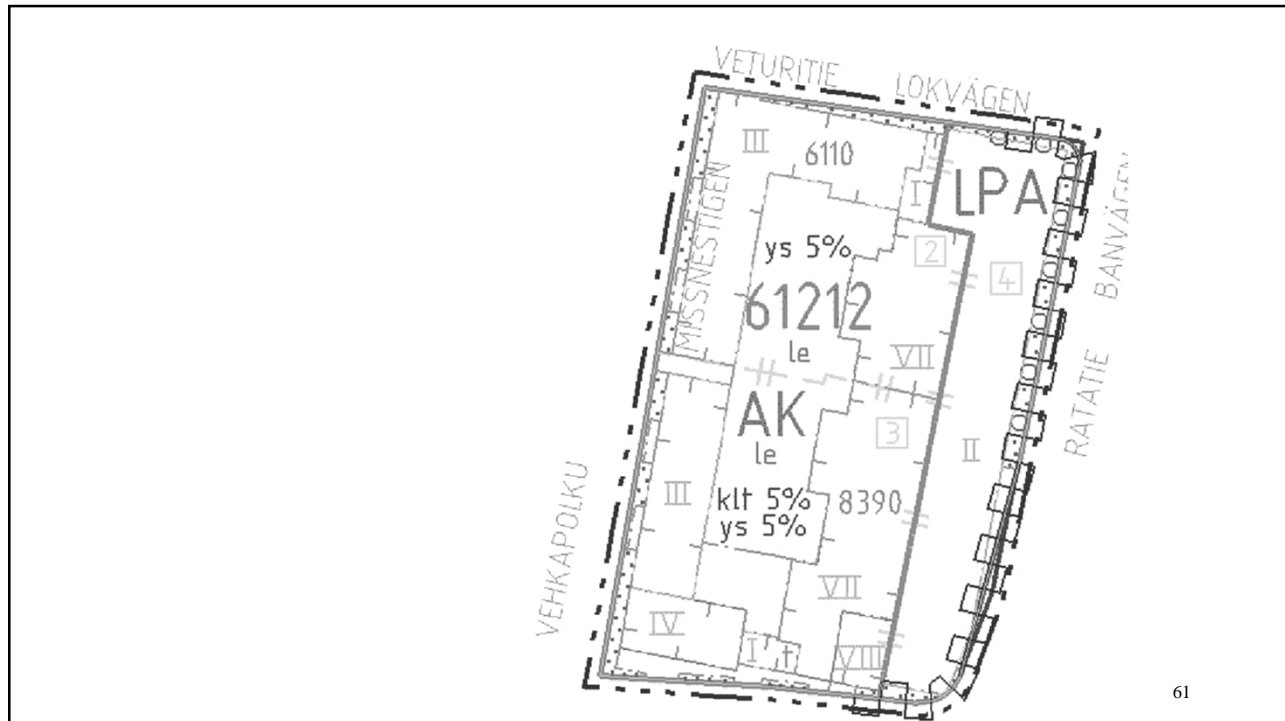 VETURITIE LOKVÄGEN
III
6110
I
LPA
MISSNESTIGEN
ys 5%
2
4
BANVÄGEN
61212
le
VII
AK
le
3
RATATIE
II
III
klt 5%
8390
ys 5%
VEHKAPOLKU
VII
IV
I
t
VIII
61